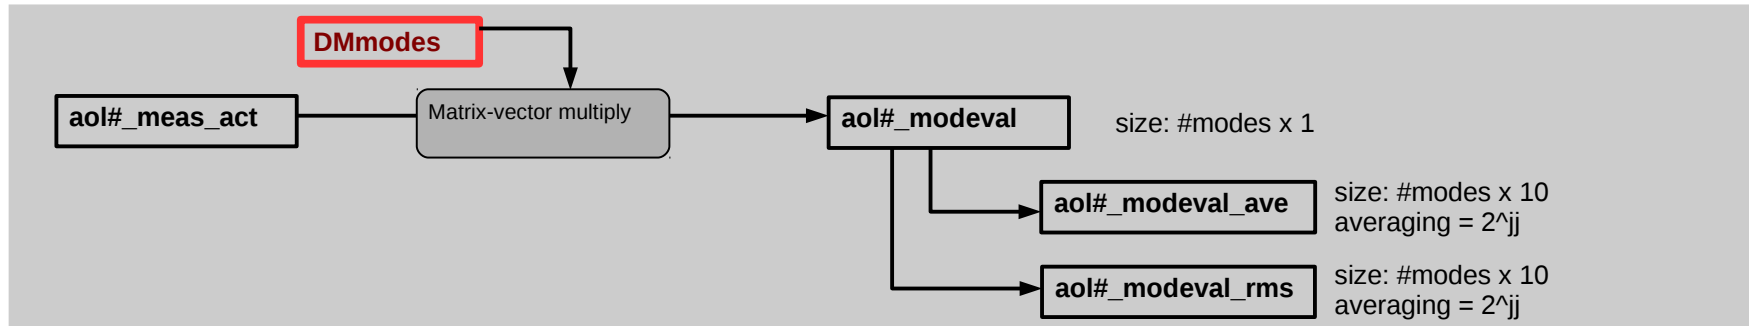 DMmodes
aol#_meas_act
Matrix-vector multiply
aol#_modeval
size: #modes x 1
aol#_modeval_ave
size: #modes x 10
averaging = 2^jj
aol#_modeval_rms
size: #modes x 10
averaging = 2^jj